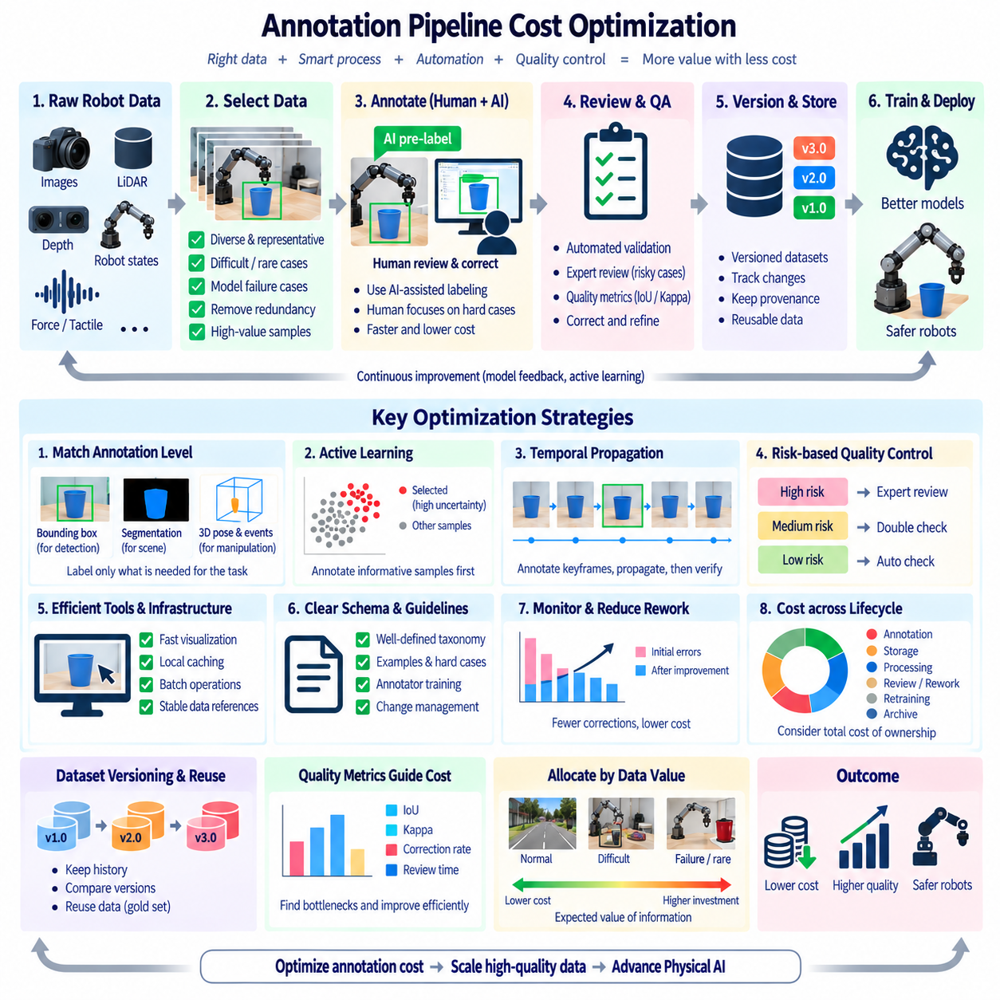 Annotation Pipeline Cost Optimization
Right data + Smart process + Automation + Quality control = More value with less cost
1. Raw Robot Data
Images
LiDAR
Depth
Robot states
Force / Tactile
...
2. Select Data
Diverse & representative
Difficult / rare cases
Model failure cases
Remove redundancy
High-value samples
3. Annotate (Human + AI)
AI pre-label
Human review & correct
• Use AI-assisted labeling
• Human focuses on hard cases
• Faster and lower cost
4. Review & QA
• Automated validation
• Expert review (risky cases)
• Quality metrics (IoU / Kappa)
• Correct and refine
5. Version & Store
v3.0
v2.0
v1.0
• Versioned datasets
• Track changes
• Keep provenance
• Reusable data
6. Train & Deploy
Better models
Safer robots
Continuous improvement (model feedback, active learning)
Key Optimization Strategies
1. Match Annotation Level
Bounding box
(for detection)
Segmentation
(for scene)
3D pose & events
(for manipulation)
Label only what is needed for the task
2. Active Learning
Selected
(high uncertainty)
Other samples
Annotate informative samples first
3. Temporal Propagation
Annotate keyframes, propagate, then verify
4. Risk-based Quality Control
High risk → Expert review
Medium risk → Double check
Low risk → Auto check
5. Efficient Tools & Infrastructure
Fast visualization
Local caching
Batch operations
Stable data references
6. Clear Schema & Guidelines
Well-defined taxonomy
Examples & hard cases
Annotator training
Change management
7. Monitor & Reduce Rework
Initial errors
After improvement
Fewer corrections, lower cost
8. Cost across Lifecycle
Annotation
Storage
Processing
Review / Rework
Retraining
Archive
Consider total cost of ownership
Dataset Versioning & Reuse
v1.0
v2.0
v3.0
• Keep history
• Compare versions
• Reuse data (gold set)
Quality Metrics Guide Cost
IoU
Kappa
Correction rate
Review time
Find bottlenecks and improve efficiently
Allocate by Data Value
Normal
Difficult
Failure / rare
Lower cost
Higher investment
Expected value of information
Outcome
Lower cost
Higher quality
Safer robots
Optimize annotation cost → Scale high-quality data → Advance Physical AI